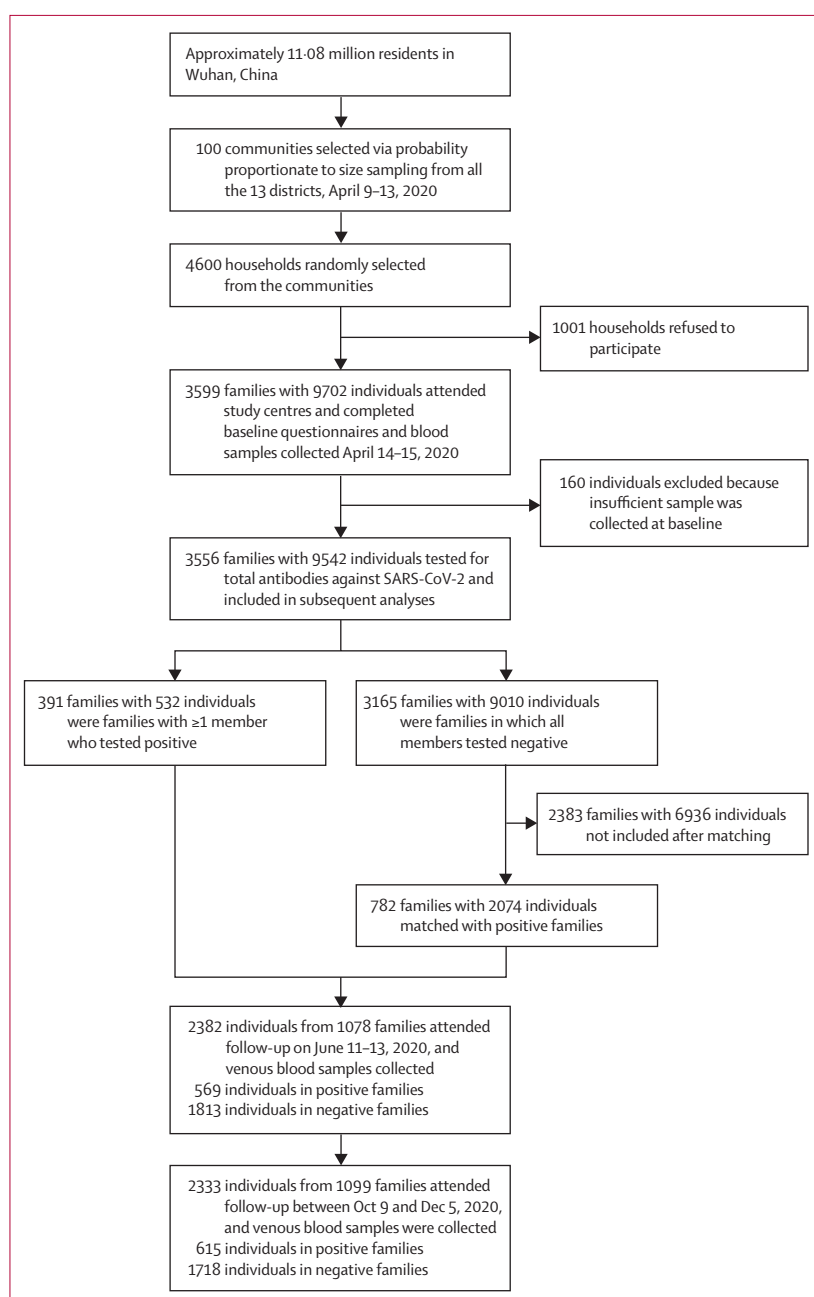 Approximately 11·08 million residents in
Wuhan, China
100 communities selected via probability
proportionate to size sampling from all
the 13 districts, April 9–13, 2020
4600 households randomly selected
from the communities
1001 households refused to
participate
3599 families with 9702 individuals attended
study centres and completed
baseline questionnaires and blood
samples collected April 14–15, 2020
160 individuals excluded because
insufficient sample was
collected at baseline
3556 families with 9542 individuals tested for
total antibodies against SARS-CoV-2 and
included in subsequent analyses
391 families with 532 individuals
were families with ≥1 member
who tested positive
3165 families with 9010 individuals
were families in which all
members tested negative
2383 families with 6936 individuals
not included after matching
782 families with 2074 individuals
matched with positive families
2382 individuals from 1078 families attended
follow-up on June 11–13, 2020, and
venous blood samples collected
569 individuals in positive families
1813 individuals in negative families
2333 individuals from 1099 families attended
follow-up between Oct 9 and Dec 5, 2020,
and venous blood samples were collected
615 individuals in positive families
1718 individuals in negative families